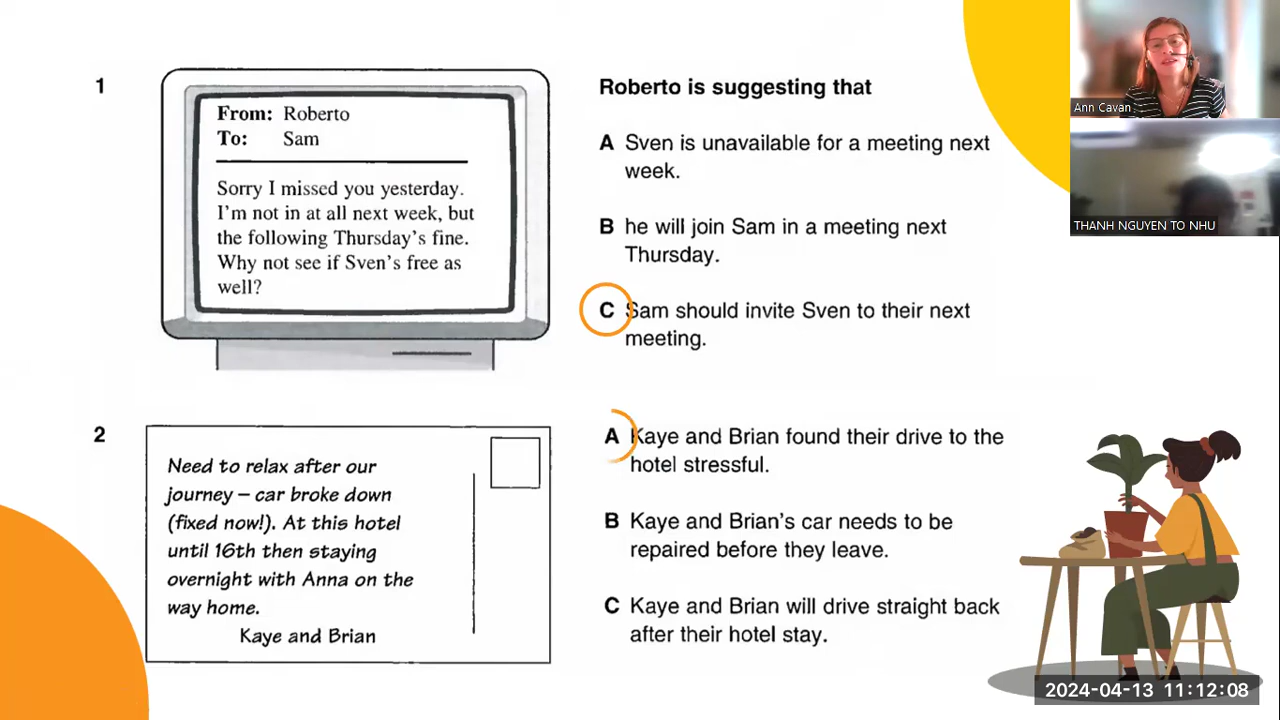 1
From: Roberto
To: Sam
Sorry I missed you yesterday.
I'm not in at all next week, but
the following Thursday's fine.
Why not see if Sven's free as
well?
Roberto is suggesting that
A Sven is unavailable for a meeting next
week.
B he will join Sam in a meeting next
Thursday.
C Sam should invite Sven to their next
meeting.
2
Need to relax after our
journey – car broke down
(fixed now!). At this hotel
until 16th then staying
overnight with Anna on the
way home.
Kaye and Brian
A Kaye and Brian found their drive to the
hotel stressful.
B Kaye and Brian's car needs to be
repaired before they leave.
C Kaye and Brian will drive straight back
after their hotel stay.
Ann Cavan
THANH NGUYEN TO NHU
2024-04-13 11:12:08